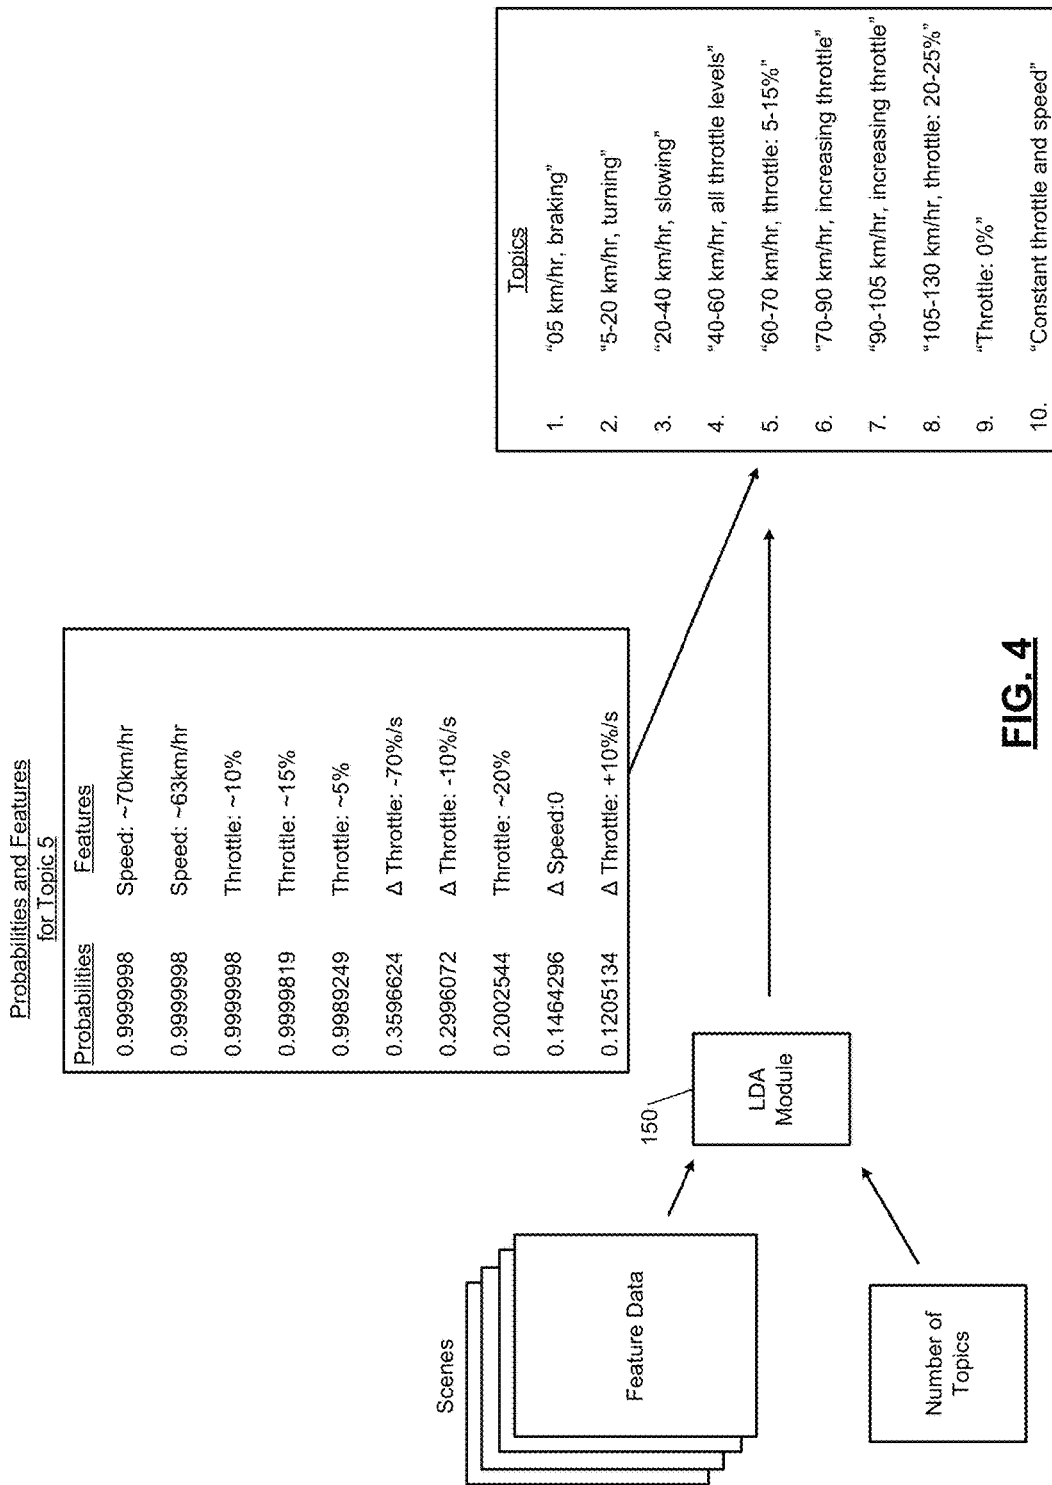 Probabilities and Features
for Topic 5
Probabilities Features
0.9999998 Speed: ~70km/hr
0.9999998 Speed: ~63km/hr
0.9999998 Throttle: ~10%
0.9999819 Throttle: ~15%
0.9989249 Throttle: ~5%
0.3596624 Δ Throttle: -70%/s
0.2996072 Δ Throttle: -10%/s
0.2002544 Throttle: ~20%
0.1464296 Δ Speed:0
0.1205134 Δ Throttle: +10%/s
Scenes
Feature Data
Number of
Topics
150
LDA
Module
Topics
1. “05 km/hr, braking”
2. “5-20 km/hr, turning”
3. “20-40 km/hr, slowing”
4. “40-60 km/hr, all throttle levels”
5. “60-70 km/hr, throttle: 5-15%”
6. “70-90 km/hr, increasing throttle”
7. “90-105 km/hr, increasing throttle”
8. “105-130 km/hr, throttle: 20-25%”
9. “Throttle: 0%”
10. “Constant throttle and speed”
FIG. 4